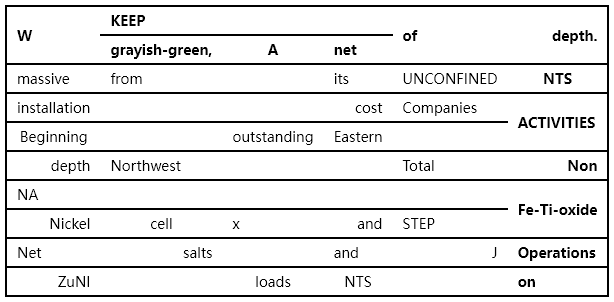 W KEEP of depth.
grayish-green, A net
massive from its UNCONFINED NTS
installation cost Companies
ACTIVITIES
Beginning outstanding Eastern
depth Northwest Total Non
NA
Fe-Ti-oxide
Nickel cell x and STEP
Net salts and J Operations
ZuNI loads NTS on